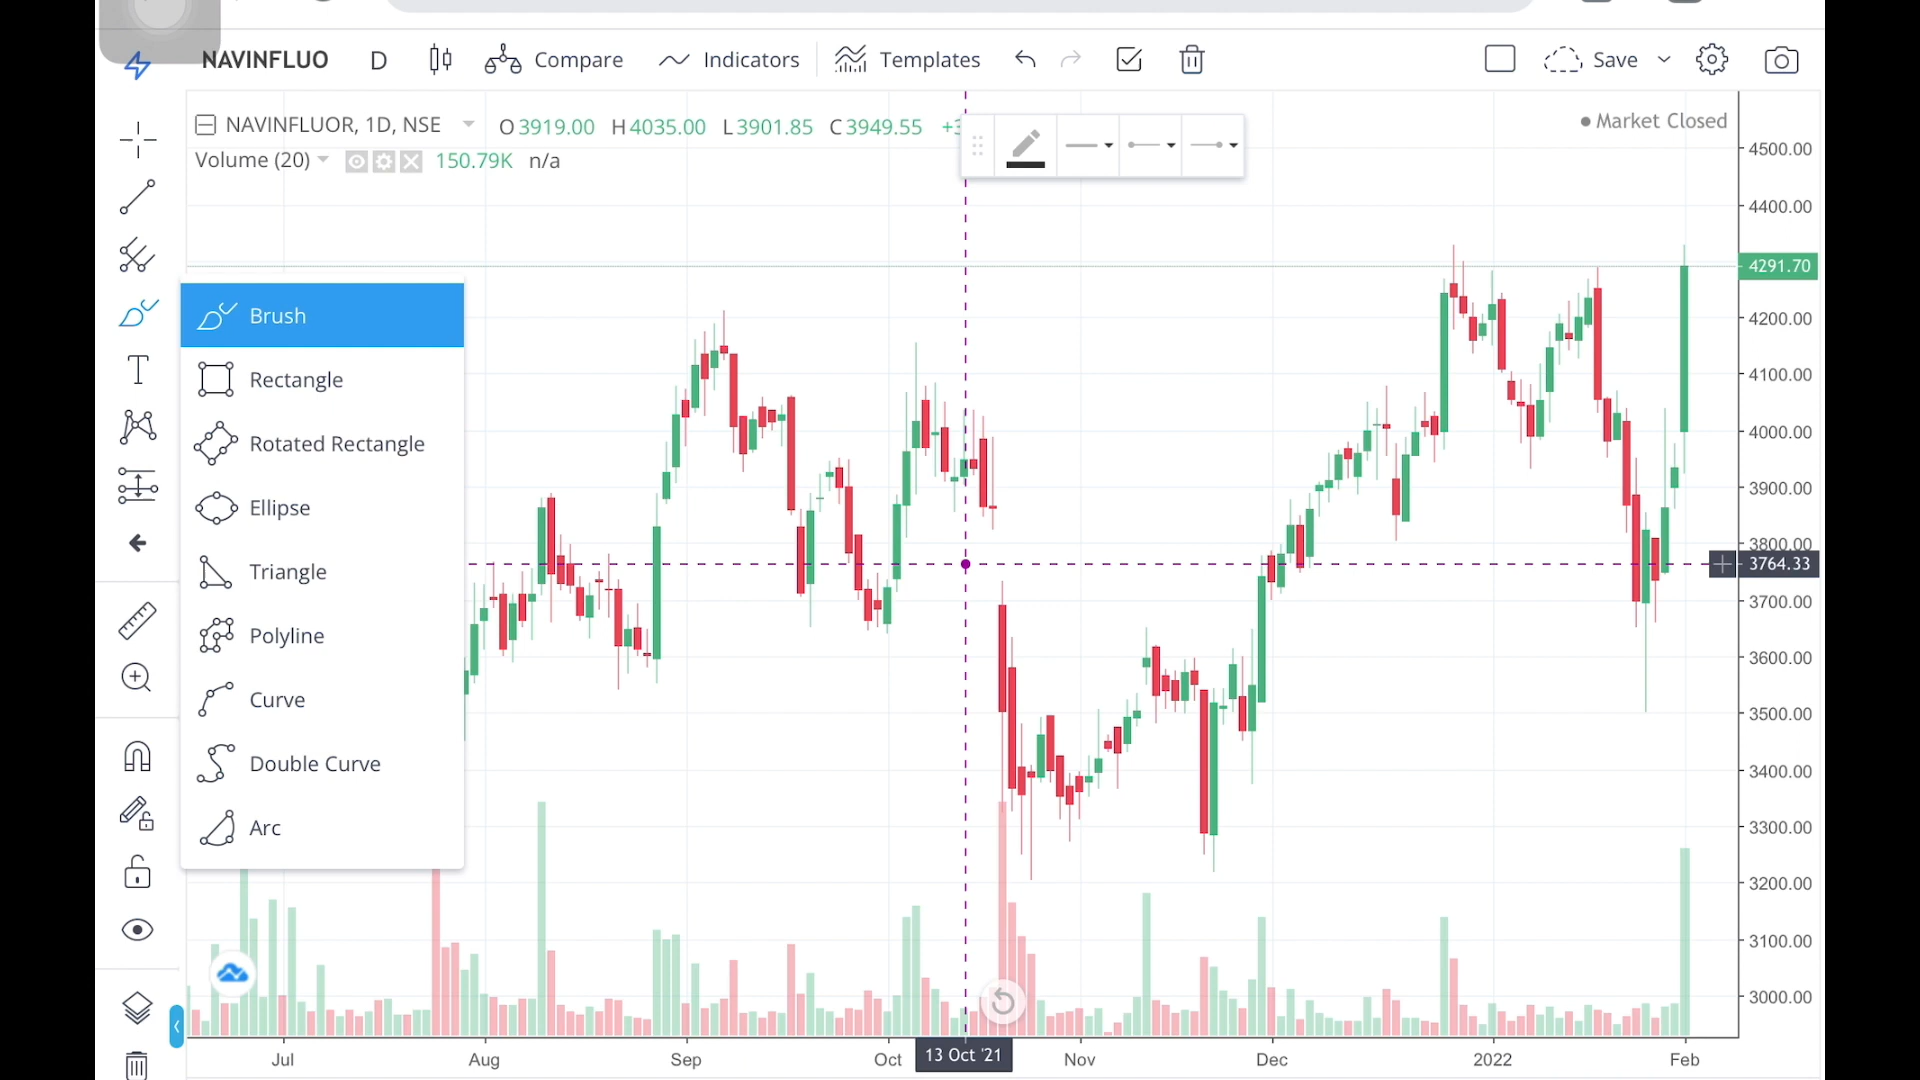 NAVINFLUO D Compare Indicators Templates Save
NAVINFLUOR, 1D, NSE O3919.00 H4035.00 L3901.85 C3949.55 +3
Market Closed
Volume (20) 150.79K n/a
4500.00
4400.00
4291.70
4200.00
4100.00
4000.00
3900.00
3800.00
3764.33
3700.00
3600.00
3500.00
3400.00
3300.00
3200.00
3100.00
3000.00
Brush
Rectangle
Rotated Rectangle
Ellipse
Triangle
Polyline
Curve
Double Curve
Arc
Jul Aug Sep Oct 13 Oct '21 Nov Dec 2022 Feb